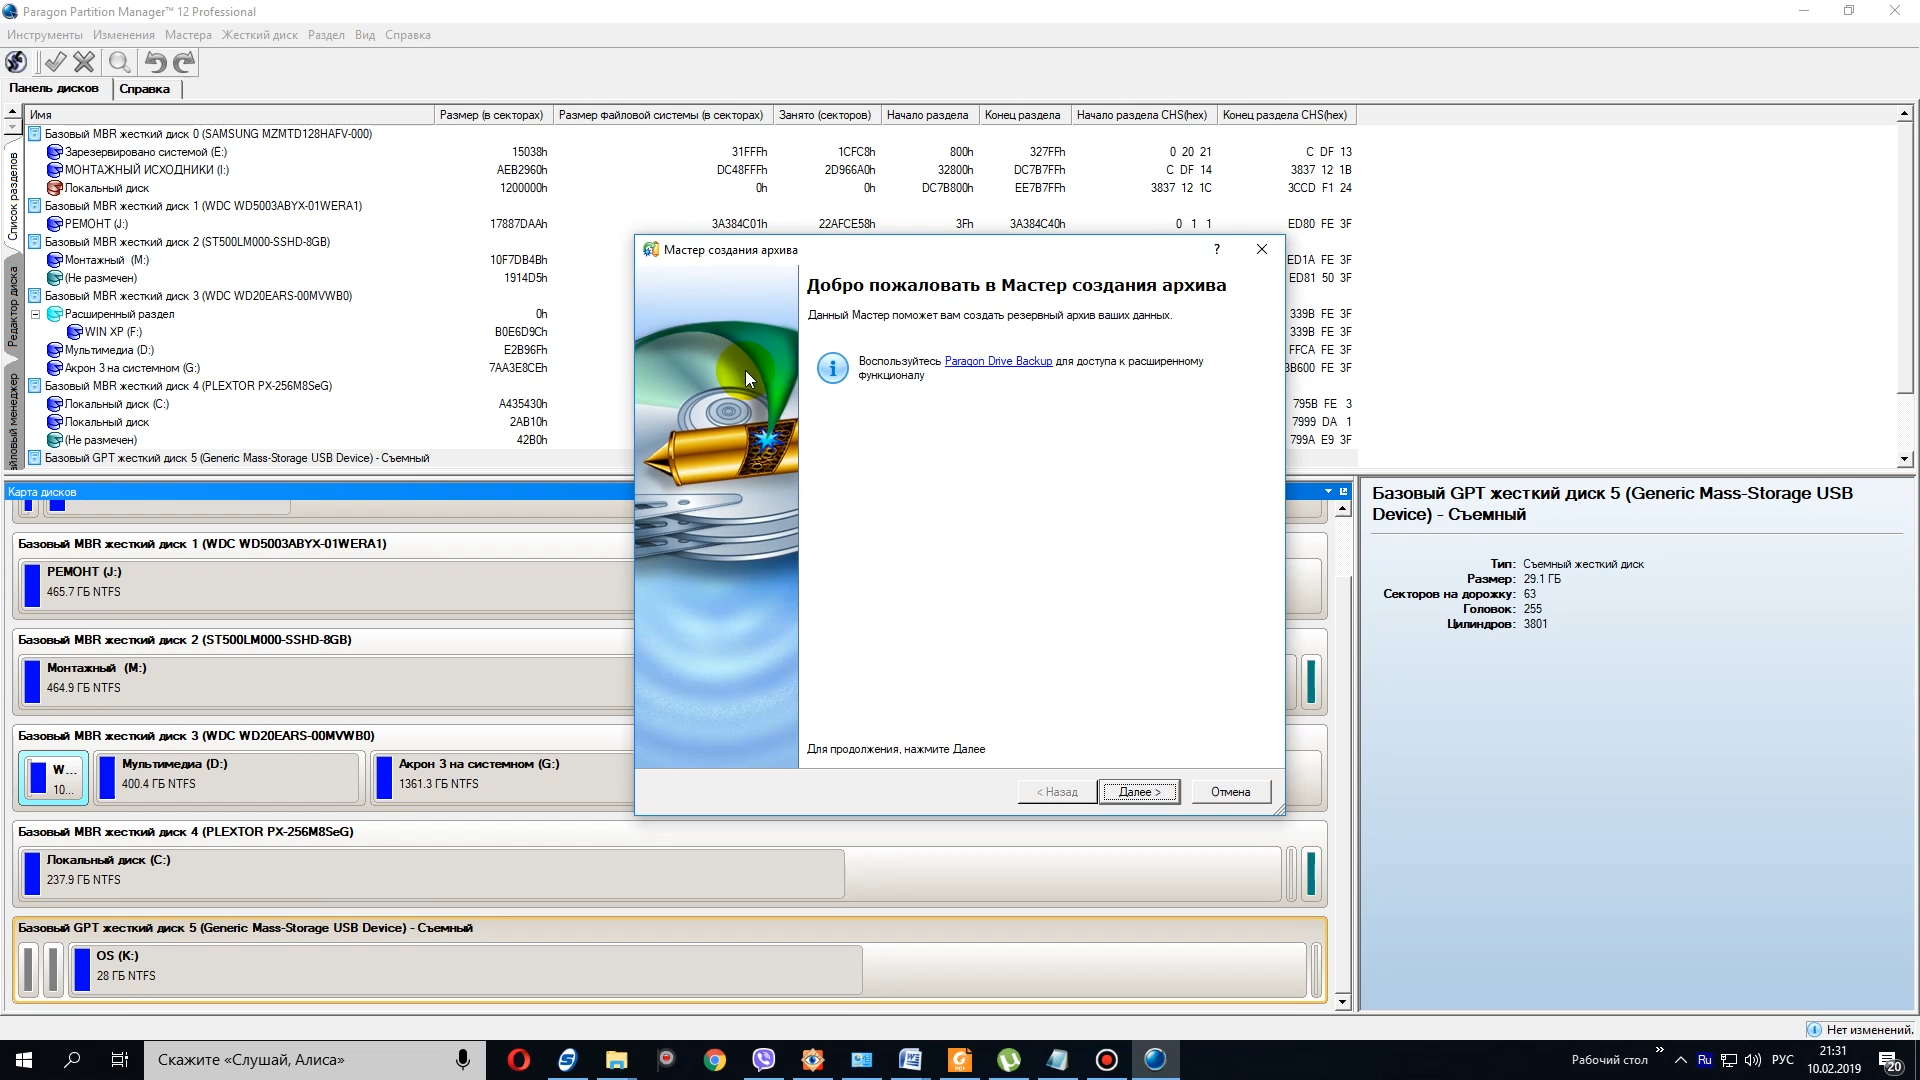 Paragon Partition Manager™ 12 Professional
Инструменты Изменения Мастера Жесткий диск Раздел Вид Справка
Панель дисков Справка
Имя Размер (в секторах) Размер файловой системы (в секторах) Занято (секторов) Начало раздела Конец раздела Начало раздела CHS(hex) Конец раздела CHS(hex)
Базовый MBR жесткий диск 0 (SAMSUNG MZMTD128HAFV-000)
Зарезервировано системой (E:) 15038h 31FFFh 1CFC8h 800h 327FFh 0 20 21 C DF 13
МОНТАЖНЫЙ ИСХОДНИКИ (I:) AEB2960h DC48FFFh 2D966A0h 32800h DC7B7FFh C DF 14 3837 12 1B
Локальный диск 1200000h 0h 0h DC7B800h EE7B7FFh 3837 12 1C 3CCD F1 24
Базовый MBR жесткий диск 1 (WDC WD5003ABYX-01WERA1)
РЕМОНТ (J:) 17887DAAh 3A384C01h 22AFCE58h 3Fh 3A384C40h 0 1 1 ED80 FE 3F
Базовый MBR жесткий диск 2 (ST500LM000-SSHD-8GB)
Монтажный (M:) 10F7DB4Bh ED1A FE 3F
(Не размечен) 1914D5h ED81 50 3F
Базовый MBR жесткий диск 3 (WDC WD20EARS-00MVWB0)
Расширенный раздел 0h 339B FE 3F
WIN XP (F:) B0E6D9Ch 339B FE 3F
Мультимедиа (D:) E2B96Fh FFCA FE 3F
Акрон 3 на системном (G:) 7AA3E8CEh 3B600 FE 3F
Базовый MBR жесткий диск 4 (PLEXTOR PX-256M8SeG)
Локальный диск (C:) A435430h 795B FE 3
Локальный диск 2AB10h 7999 DA 1
(Не размечен) 42B0h 799A E9 3F
Базовый GPT жесткий диск 5 (Generic Mass-Storage USB Device) - Съемный
Список разделов
Редактор диска
йловый менеджер
Мастер создания архива ?
Добро пожаловать в Мастер создания архива
Данный Мастер поможет вам создать резервный архив ваших данных.
Воспользуйтесь Paragon Drive Backup для доступа к расширенному
функционалу
Для продолжения, нажмите Далее
< Назад Далее > Отмена
Карта дисков
Базовый MBR жесткий диск 1 (WDC WD5003ABYX-01WERA1)
РЕМОНТ (J:)
465.7 ГБ NTFS
Базовый MBR жесткий диск 2 (ST500LM000-SSHD-8GB)
Монтажный (M:)
464.9 ГБ NTFS
Базовый MBR жесткий диск 3 (WDC WD20EARS-00MVWB0)
W...
10...
Мультимедиа (D:)
400.4 ГБ NTFS
Акрон 3 на системном (G:)
1361.3 ГБ NTFS
Базовый MBR жесткий диск 4 (PLEXTOR PX-256M8SeG)
Локальный диск (C:)
237.9 ГБ NTFS
Базовый GPT жесткий диск 5 (Generic Mass-Storage USB Device) - Съемный
OS (K:)
28 ГБ NTFS
Базовый GPT жесткий диск 5 (Generic Mass-Storage USB
Device) - Съемный
Тип: Съемный жесткий диск
Размер: 29.1 ГБ
Секторов на дорожку: 63
Головок: 255
Цилиндров: 3801
Нет изменений.
Скажите «Слушай, Алиса»
Рабочий стол
Ru
РУС
21:31
10.02.2019
20